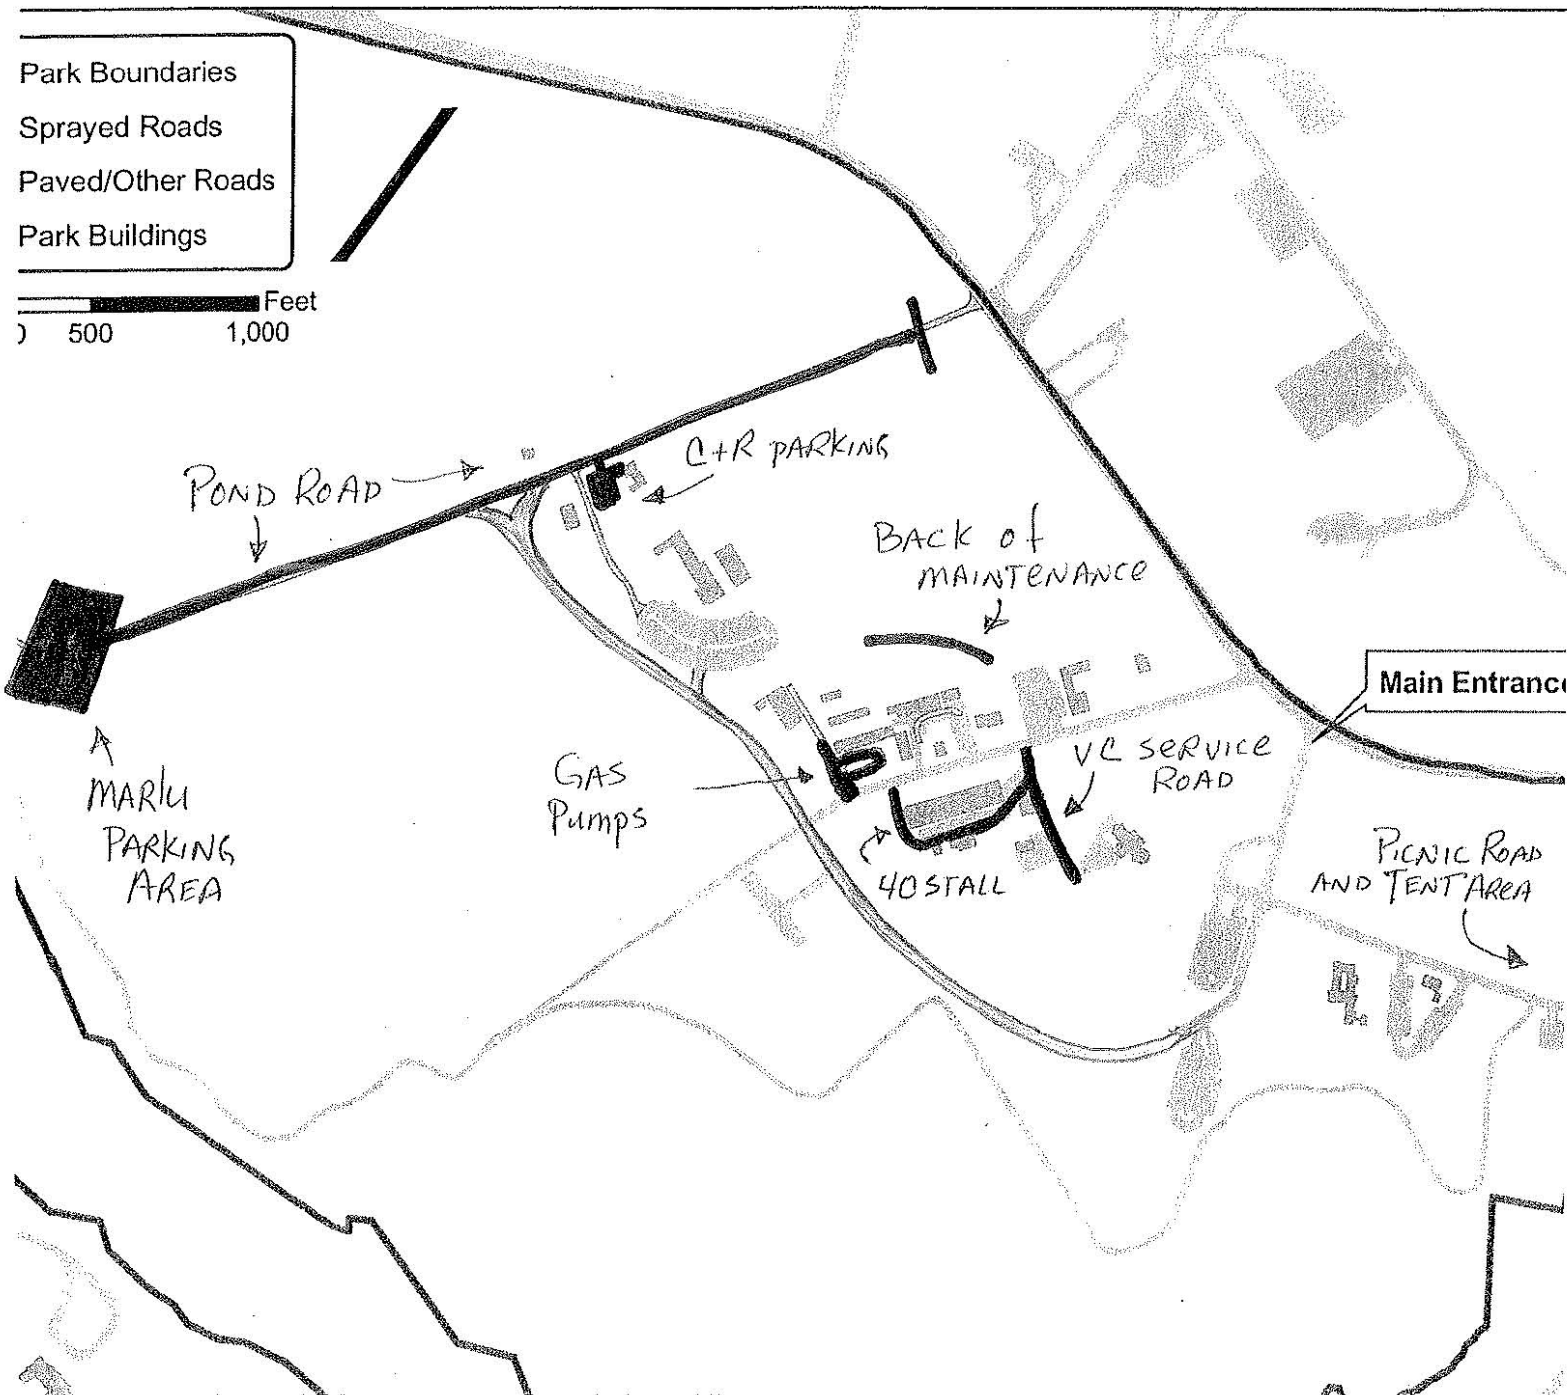 Park Boundaries
Sprayed Roads
Paved/Other Roads
Park Buildings
Feet
500 1,000
C+R PARKING
POND ROAD
BACK of
MAINTENANCE
Main Entrance
VC SERVICE
ROAD
GAS
Pumps
MARlu
PARKING
AREA
40 STALL
PICNIC ROAD
AND TENT AREA